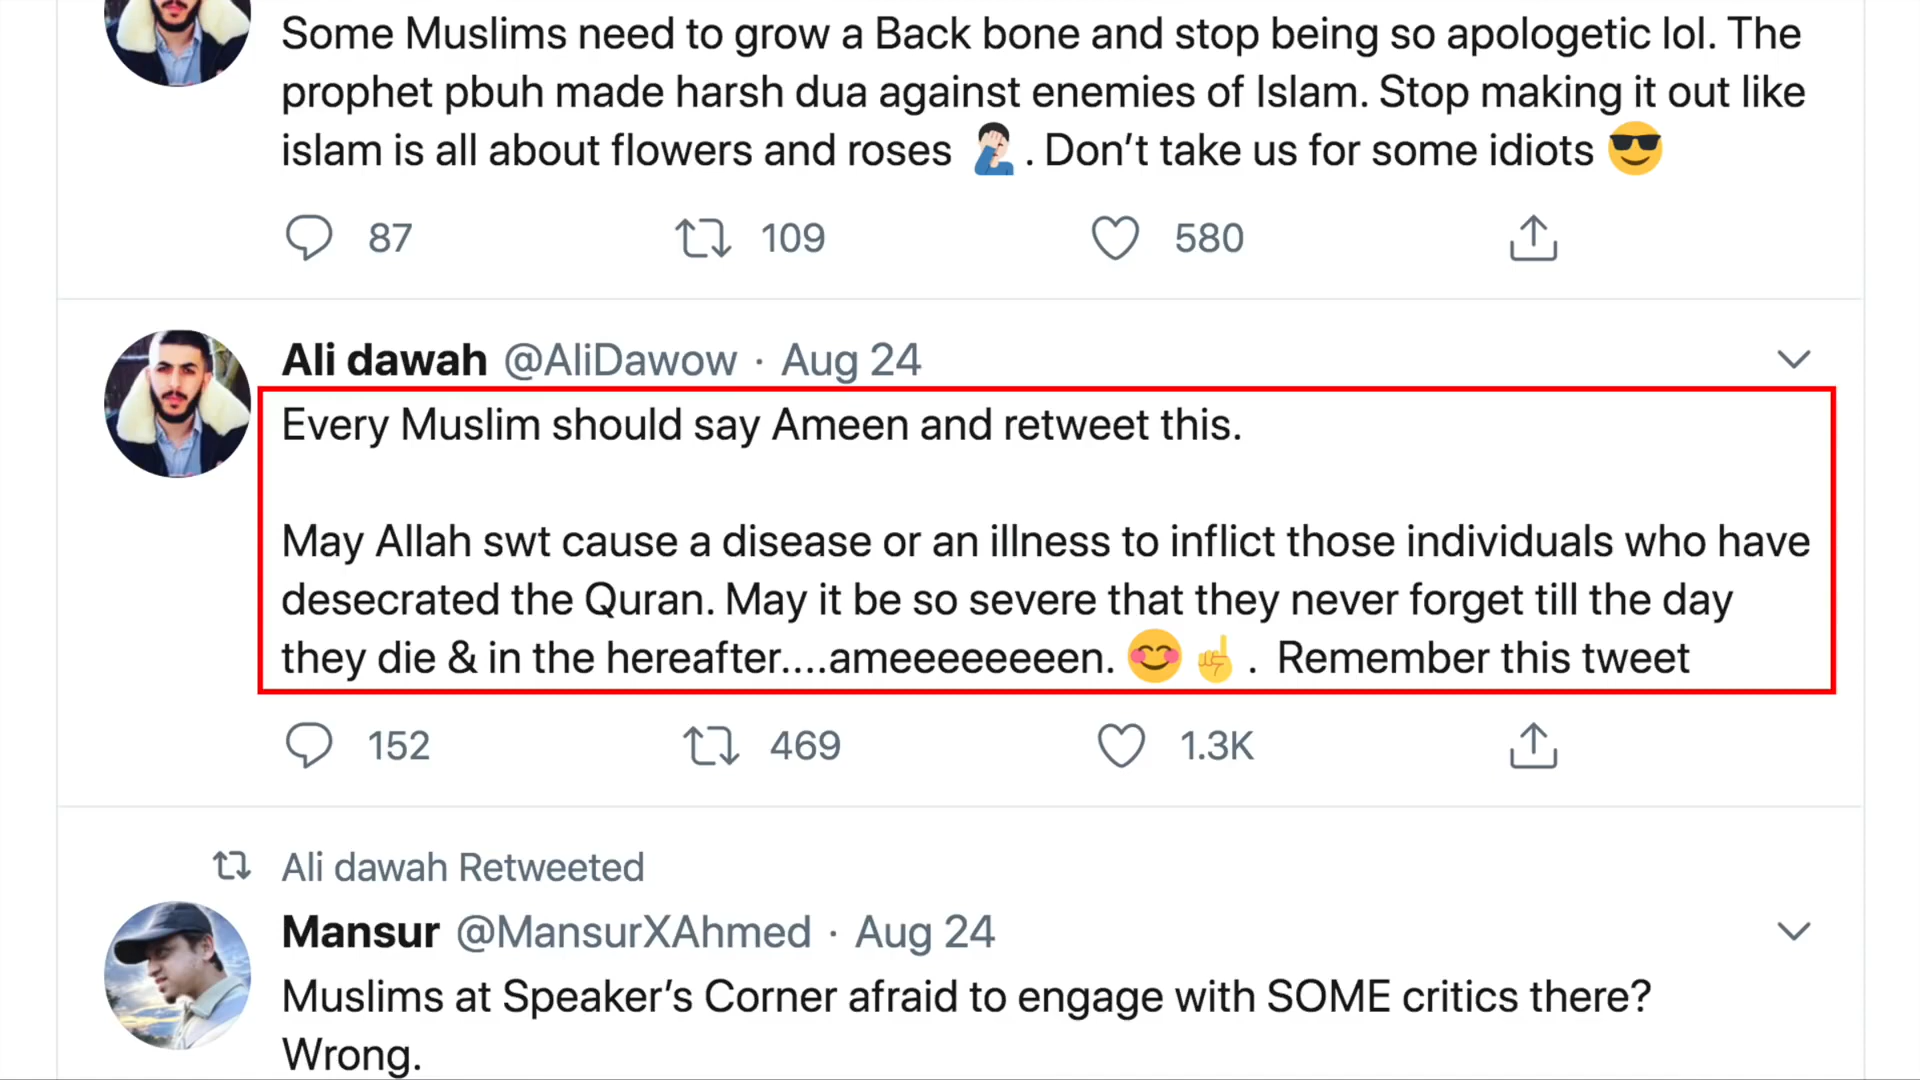 Some Muslims need to grow a Back bone and stop being so apologetic lol. The
prophet pbuh made harsh dua against enemies of Islam. Stop making it out like
islam is all about flowers and roses 🤦🏻‍♂️ . Don’t take us for some idiots 😎
87 109 580
Ali dawah @AliDawow · Aug 24
Every Muslim should say Ameen and retweet this.
May Allah swt cause a disease or an illness to inflict those individuals who have
desecrated the Quran. May it be so severe that they never forget till the day
they die & in the hereafter....ameeeeeeeen. 😊☝️ . Remember this tweet
152 469 1.3K
Ali dawah Retweeted
Mansur @MansurXAhmed · Aug 24
Muslims at Speaker’s Corner afraid to engage with SOME critics there?
Wrong.